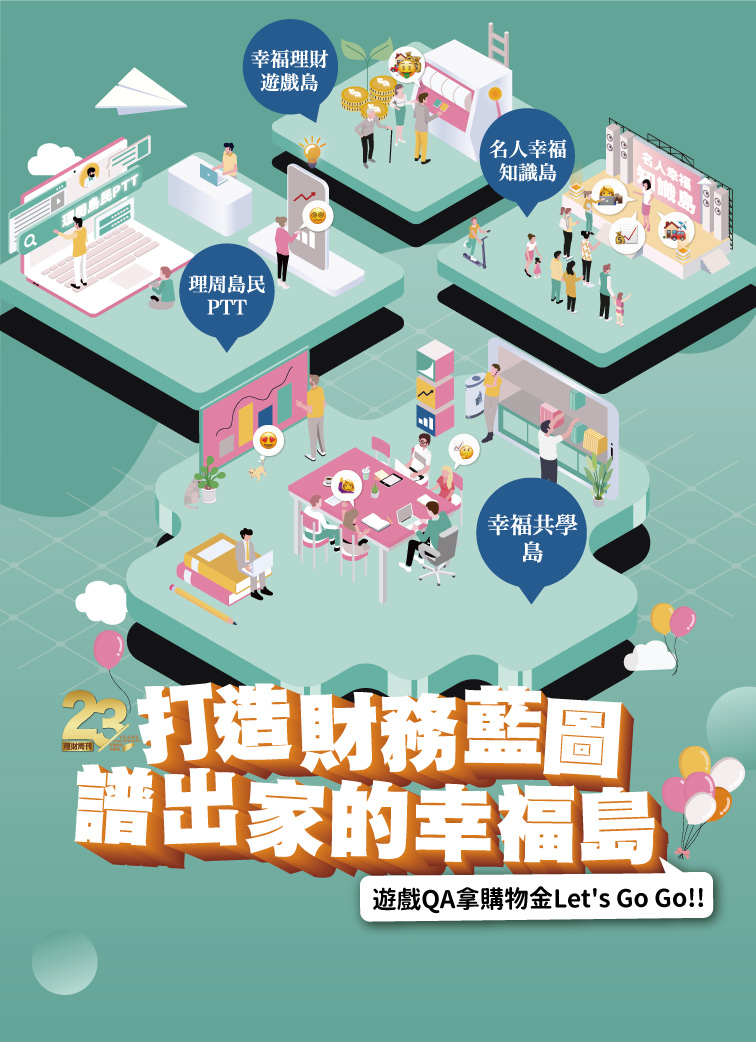 幸福理財
遊戲島
名人幸福
知識島
名人幸福
知識島
理周島民PTT
理周島民
PTT
幸福共學
島
23
理財周刊
打造財務藍圖
譜出家的幸福島
遊戲QA拿購物金Let's Go Go!!